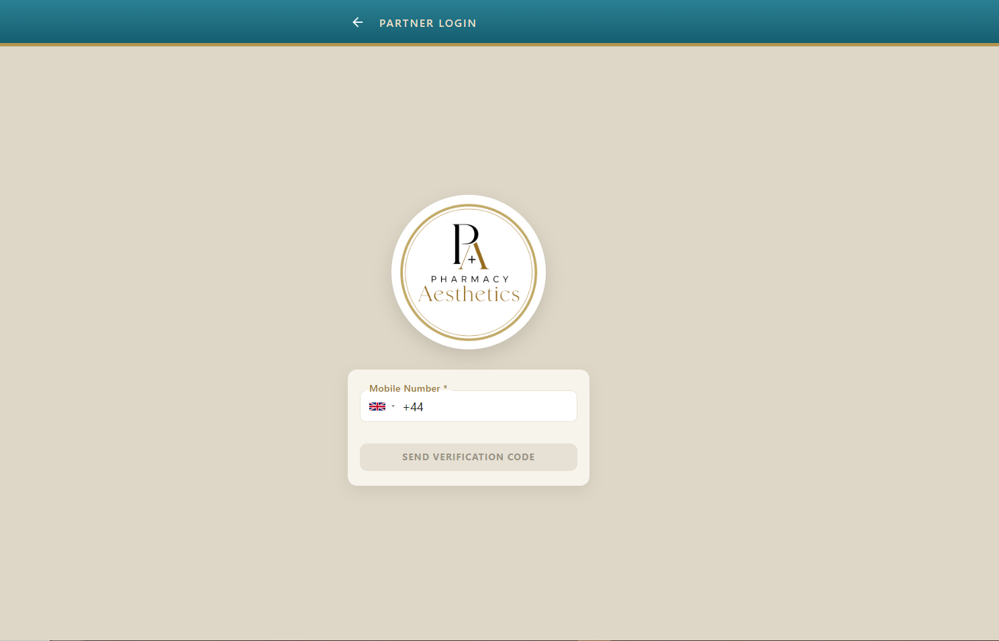 PARTNER LOGIN
PA+
PHARMACY
Aesthetics
Mobile Number *
+44
SEND VERIFICATION CODE